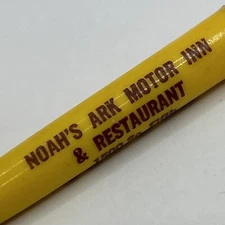 NOAH'S ARK MOTOR INN
& RESTAURANT